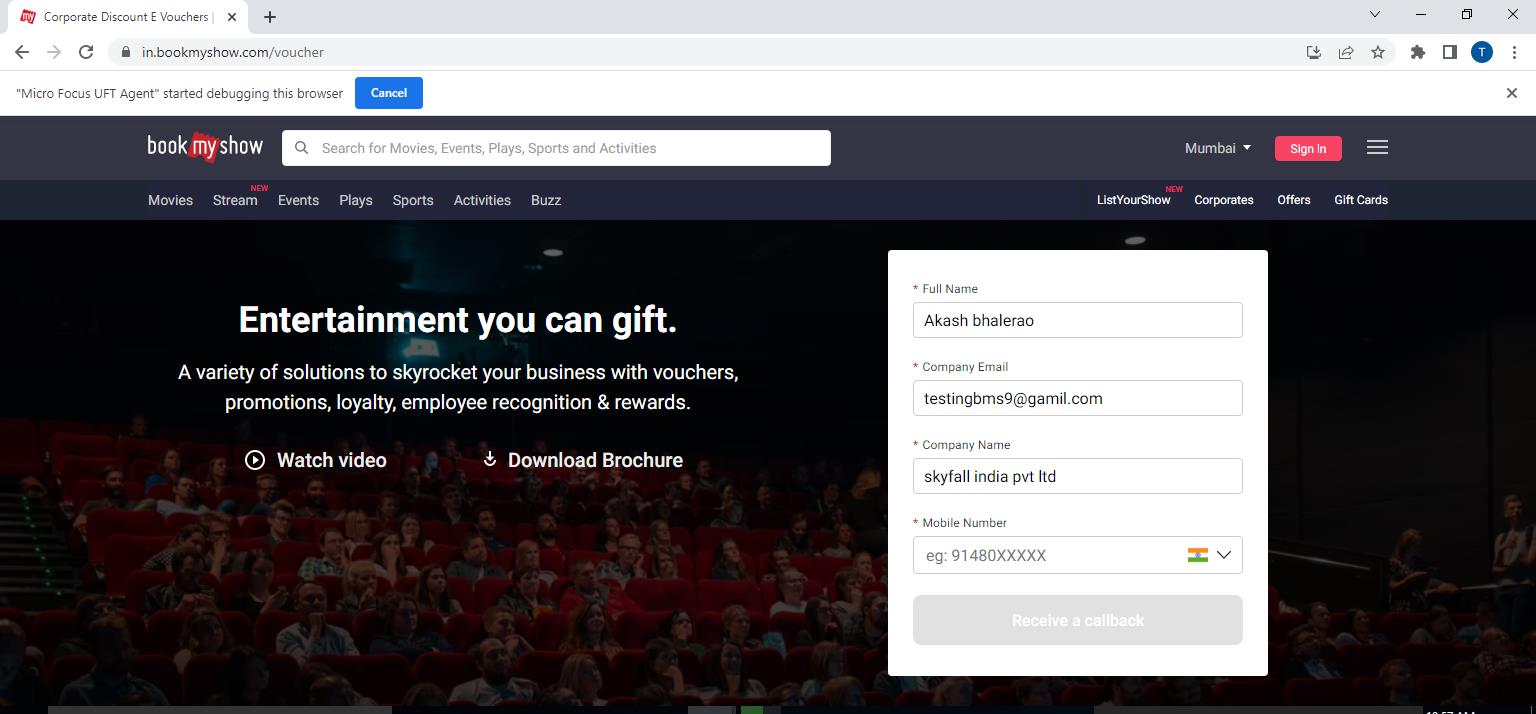 Corporate Discount E Vouchers |
in.bookmyshow.com/voucher
T
"Micro Focus UFT Agent" started debugging this browser
Cancel
book my show
Search for Movies, Events, Plays, Sports and Activities
Mumbai
Sign in
Movies
Stream
NEW
Events
Plays
Sports
Activities
Buzz
ListYourShow
NEW
Corporates
Offers
Gift Cards
Entertainment you can gift.
A variety of solutions to skyrocket your business with vouchers,
promotions, loyalty, employee recognition & rewards.
Watch video
Download Brochure
* Full Name
Akash bhalerao
* Company Email
testingbms9@gamil.com
* Company Name
skyfall india pvt ltd
* Mobile Number
eg: 91480XXXXX
Receive a callback